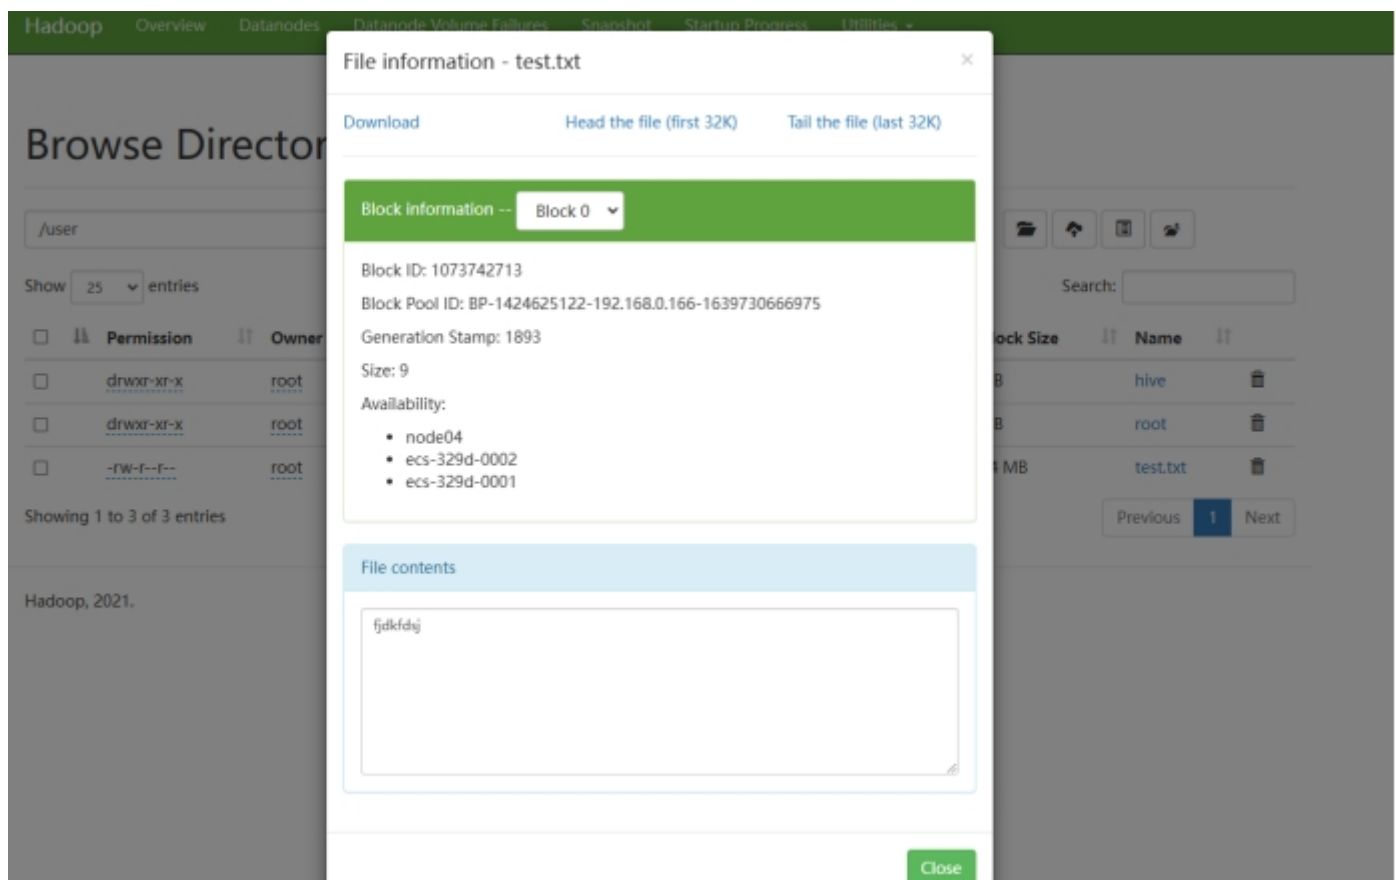 Hadoop Overview Datanodes Datanode Volume Failures Snapshot Startup Progress Utilities
File information - test.txt ×
Download Head the file (first 32K) Tail the file (last 32K)
Browse Director
Block information -- Block 0
/user
Block ID: 1073742713
Show 25 entries Search:
Block Pool ID: BP-1424625122-192.168.0.166-1639730666975
Permission Owner ock Size Name
Generation Stamp: 1893
Size: 9
drwxr-xr-x root B hive
Availability:
drwxr-xr-x root B root
• node04
• ecs-329d-0002
• ecs-329d-0001
-rw-r--r-- root MB test.txt
Showing 1 to 3 of 3 entries Previous 1 Next
File contents
Hadoop, 2021.
fjdkfdsj
Close